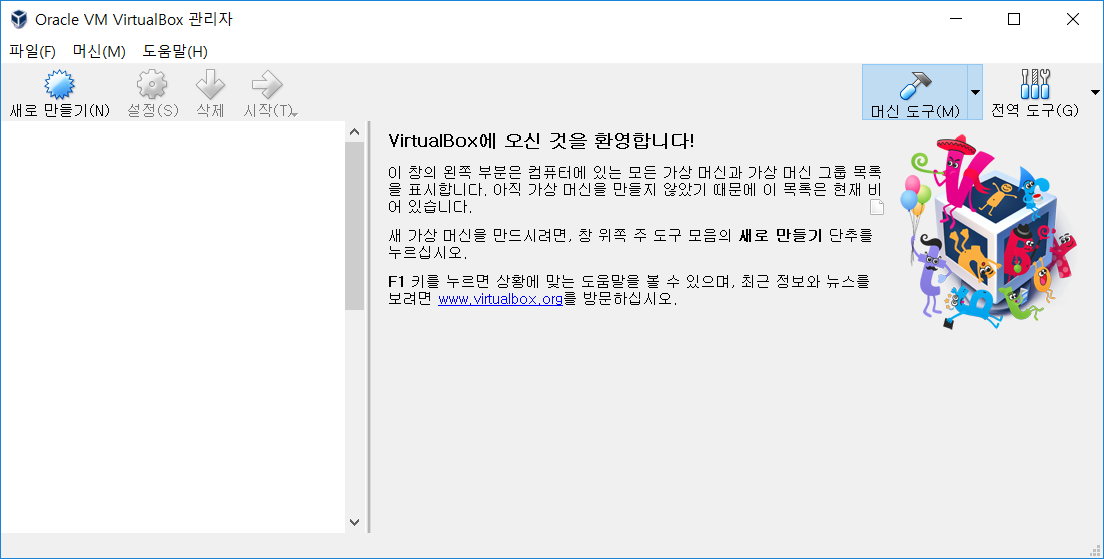 Oracle VM VirtualBox 관리자
파일(F) 머신(M) 도움말(H)
새로 만들기(N) 설정(S) 삭제 시작(T) 머신 도구(M) 전역 도구(G)
VirtualBox에 오신 것을 환영합니다!
이 창의 왼쪽 부분은 컴퓨터에 있는 모든 가상 머신과 가상 머신 그룹 목록
을 표시합니다. 아직 가상 머신을 만들지 않았기 때문에 이 목록은 현재 비
어 있습니다.
새 가상 머신을 만드시려면, 창 위쪽 주 도구 모음의 새로 만들기 단추를
누르십시오.
F1 키를 누르면 상황에 맞는 도움말을 볼 수 있으며, 최근 정보와 뉴스를
보려면 www.virtualbox.org를 방문하십시오.